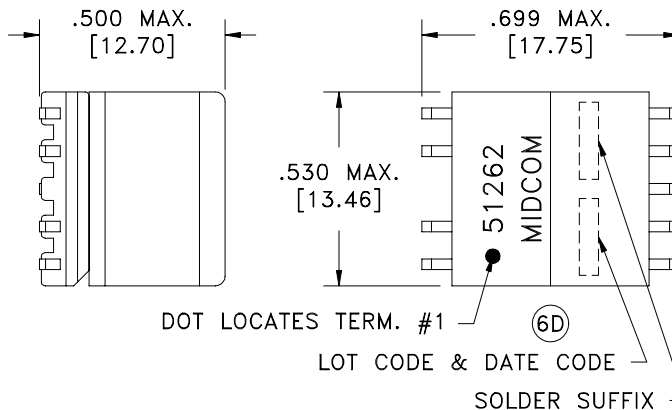 .500 MAX.
[12.70]
.699 MAX.
[17.75]
.530 MAX.
[13.46]
51262
MIDCOM
DOT LOCATES TERM. #1
6D
LOT CODE & DATE CODE
SOLDER SUFFIX